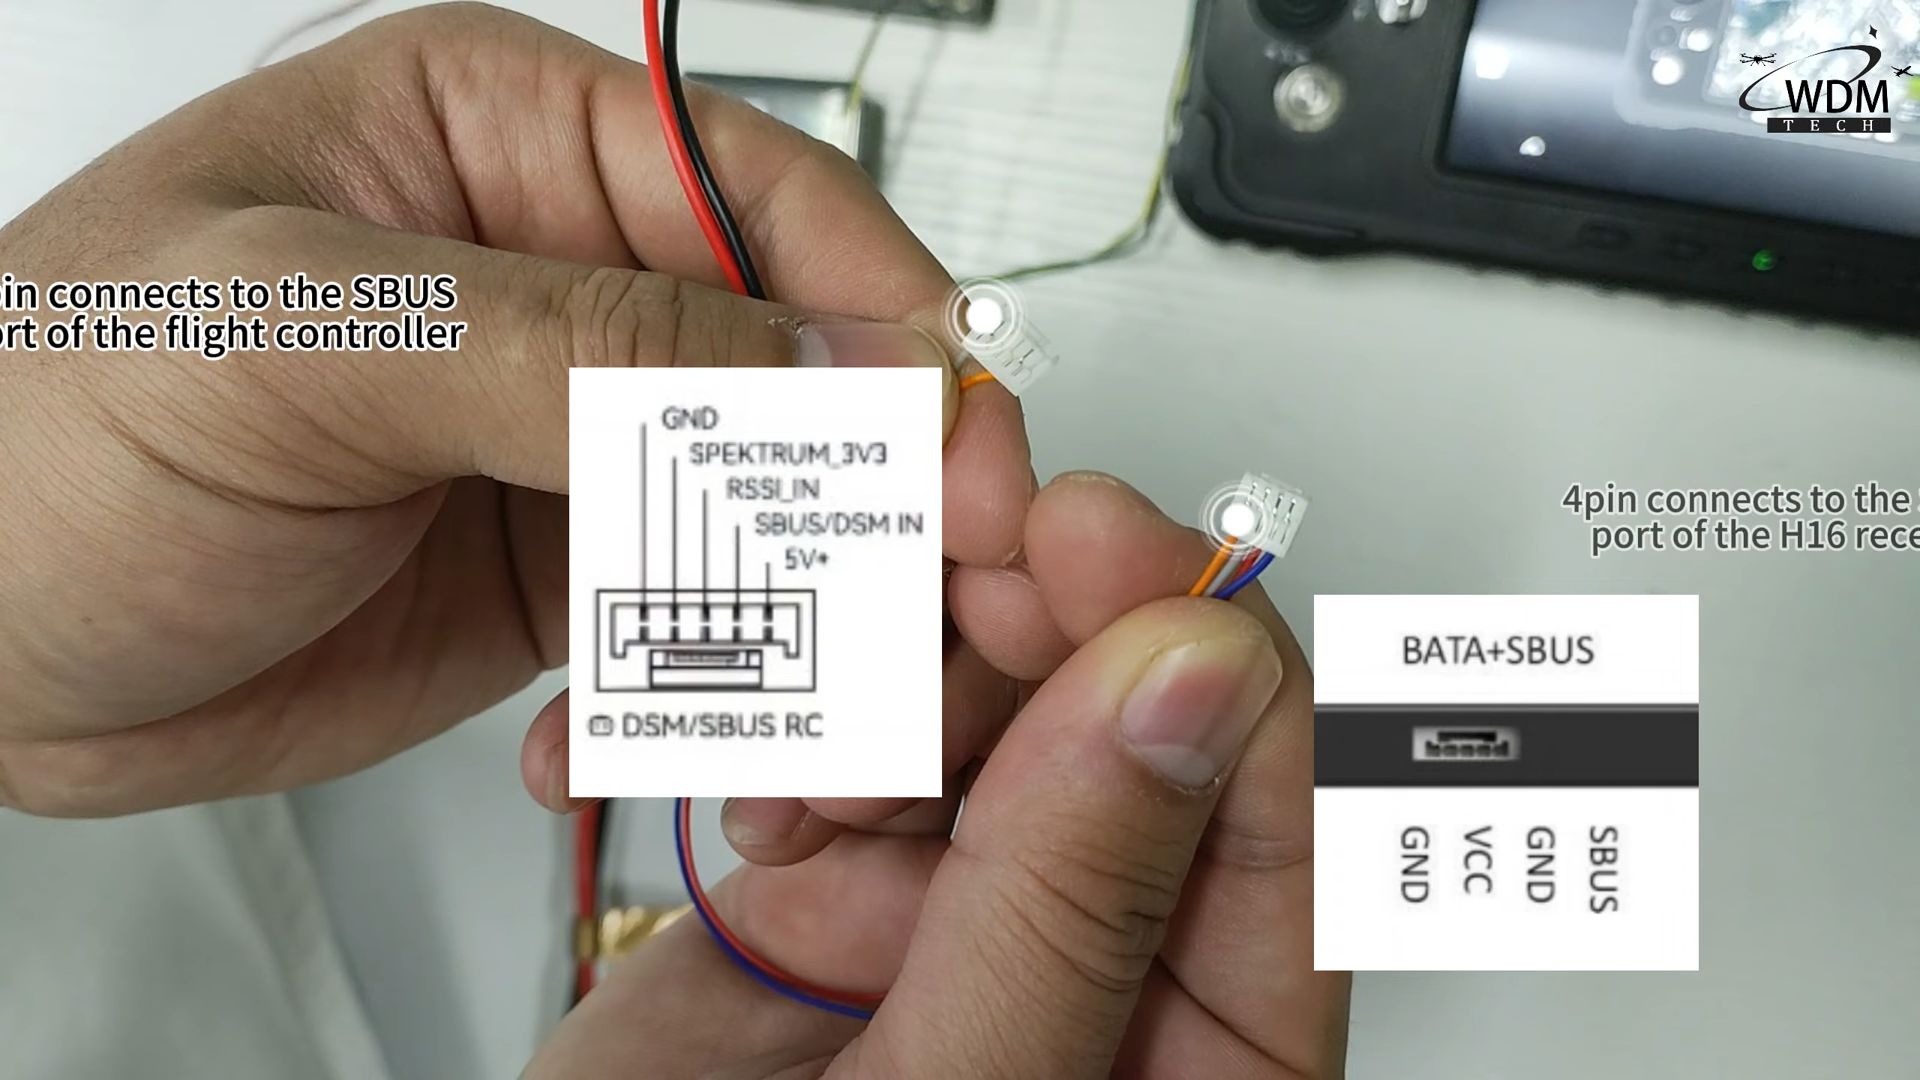 WDM
TECH
in connects to the SBUS
ort of the flight controller
GND
SPEKTRUM_3V3
RSSI_IN
SBUS/DSM IN
5V+
DSM/SBUS RC
4pin connects to the
port of the H16 rece
BATA+SBUS
GND
VCC
GND
SBUS